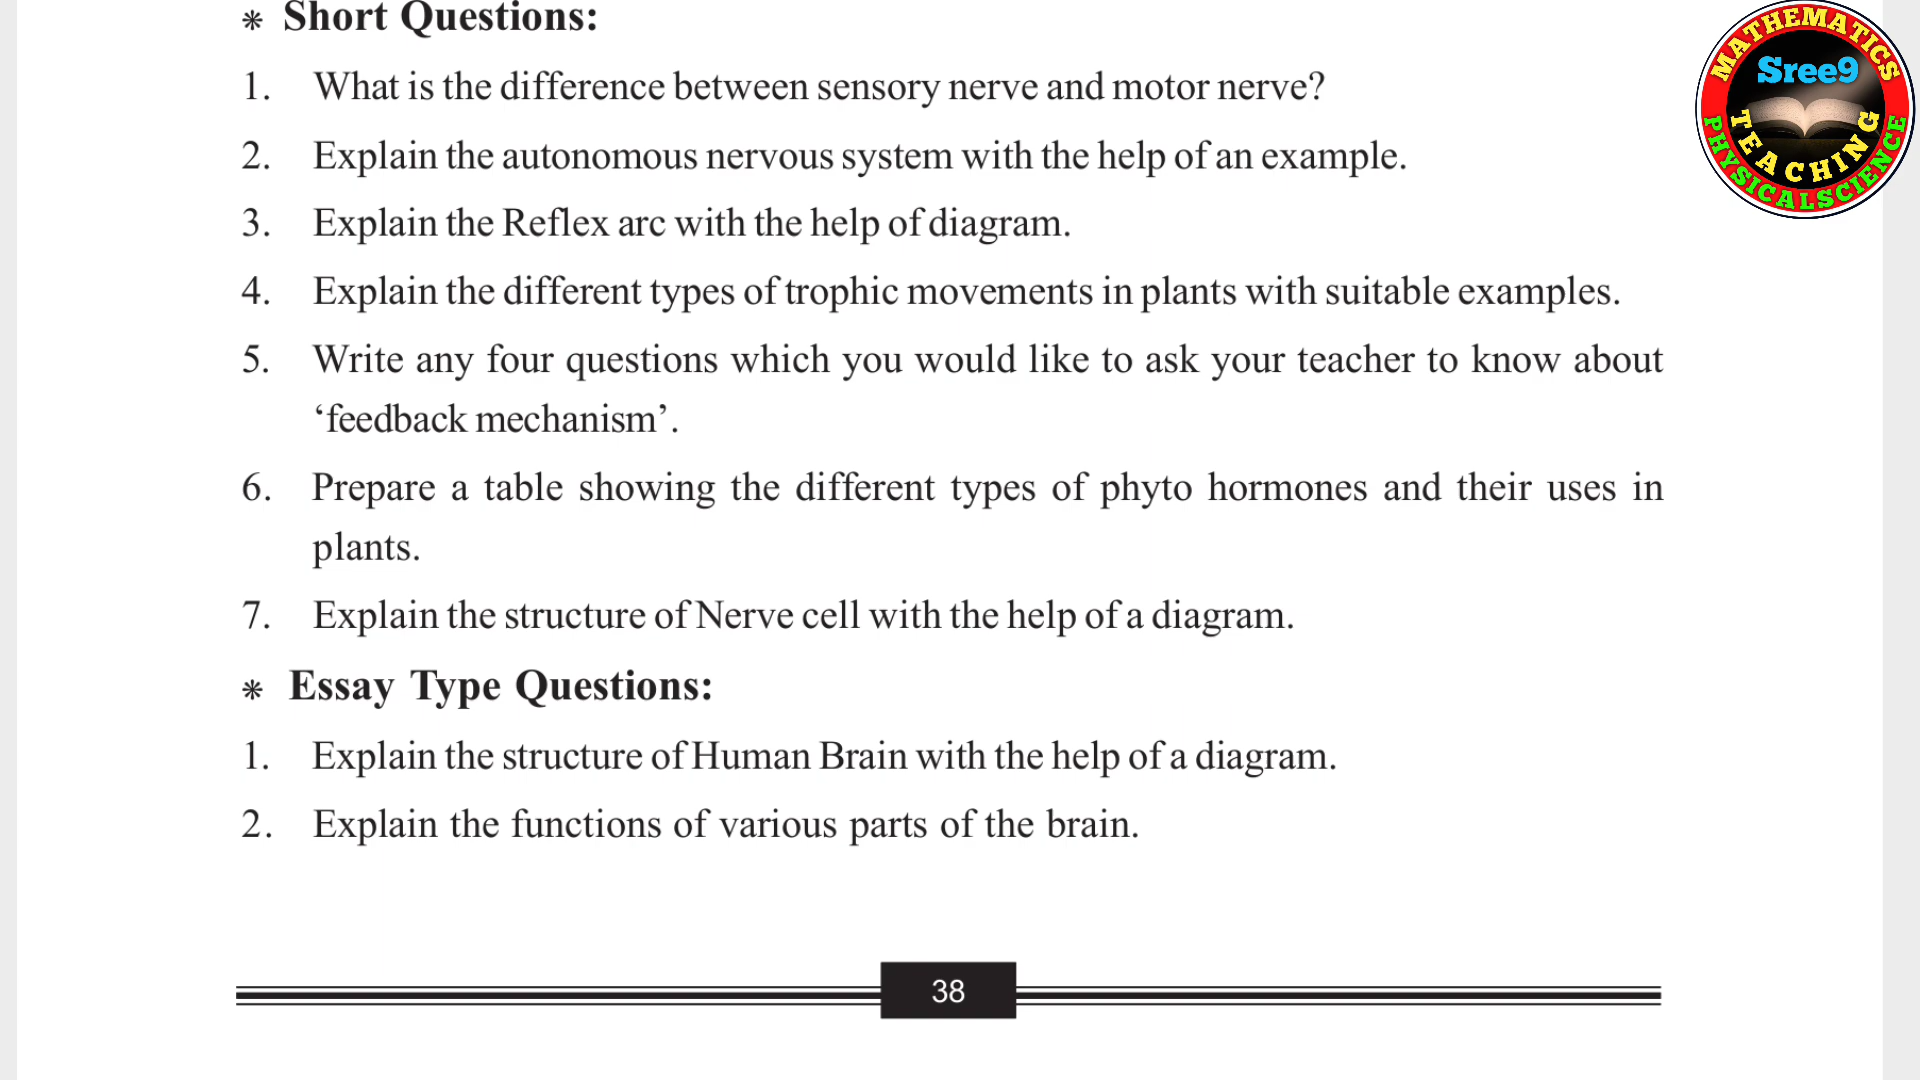 * Short Questions:
1. What is the difference between sensory nerve and motor nerve?
2. Explain the autonomous nervous system with the help of an example.
3. Explain the Reflex arc with the help of diagram.
4. Explain the different types of trophic movements in plants with suitable examples.
5. Write any four questions which you would like to ask your teacher to know about
‘feedback mechanism’.
6. Prepare a table showing the different types of phyto hormones and their uses in
plants.
7. Explain the structure of Nerve cell with the help of a diagram.
* Essay Type Questions:
1. Explain the structure of Human Brain with the help of a diagram.
2. Explain the functions of various parts of the brain.
38
MATHEMATICS
Sree9
TEACHING
PHYSICALSCIENCE